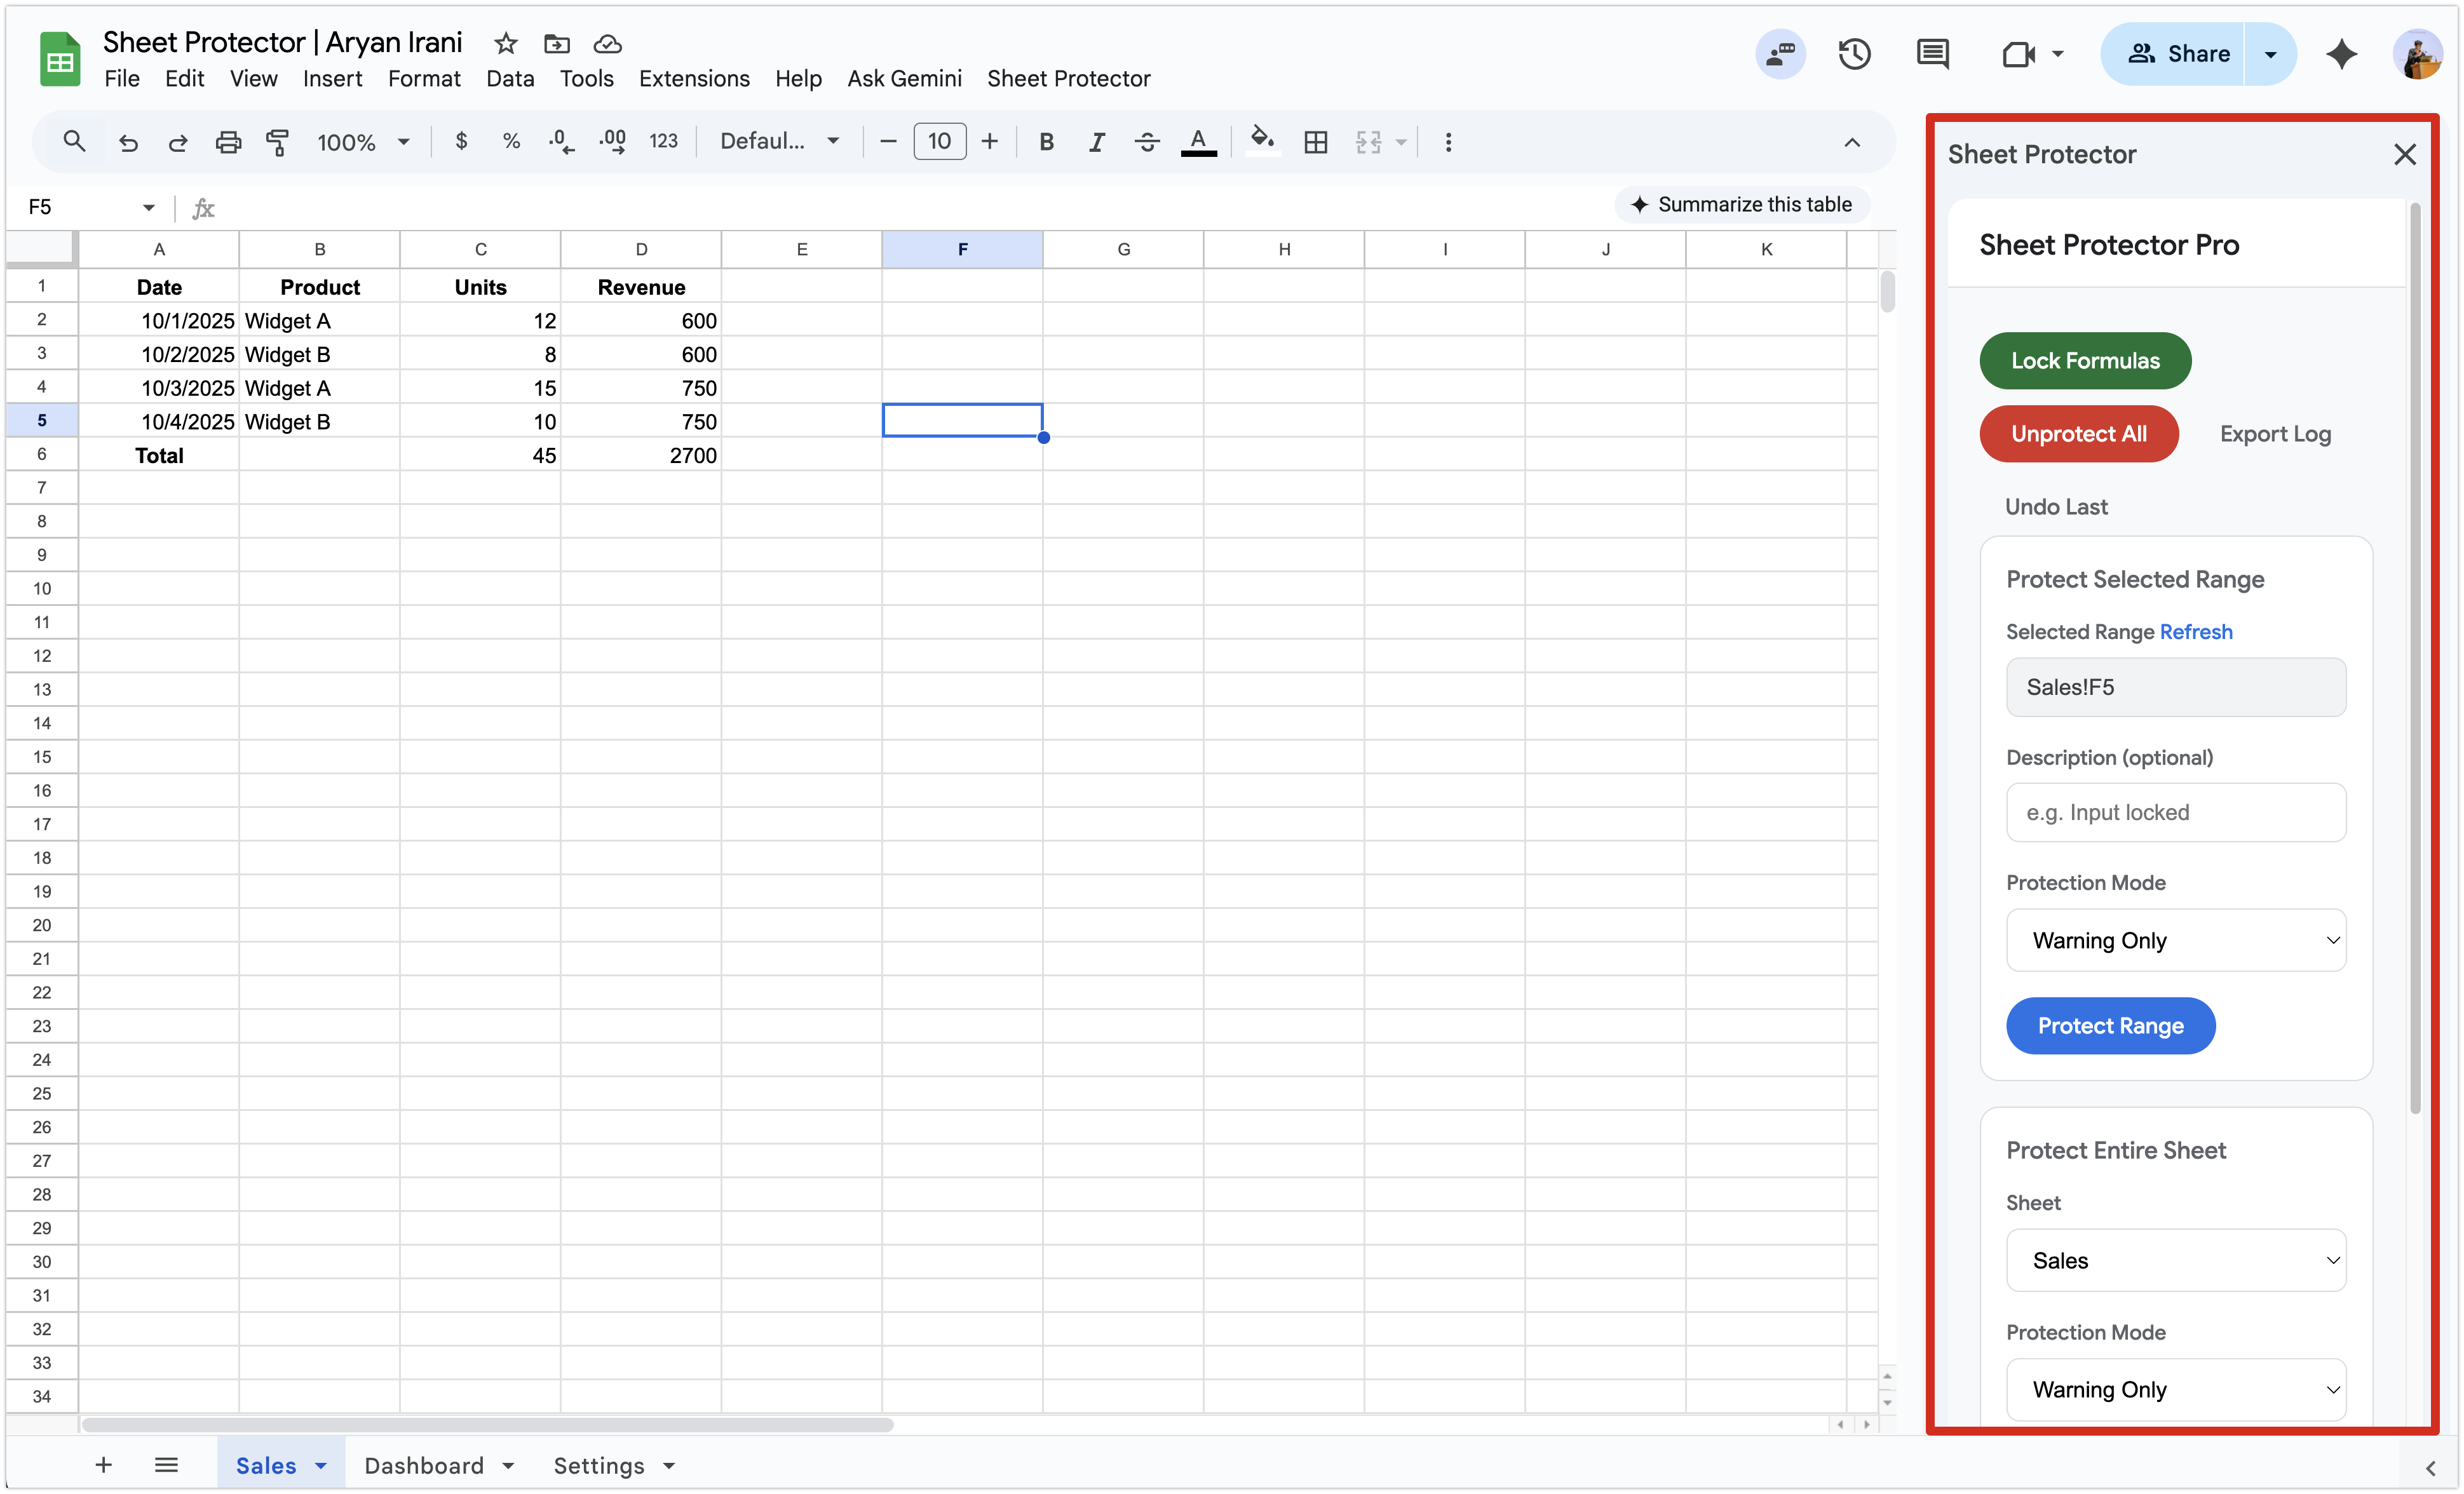 Sheet Protector | Aryan Irani
File Edit View Insert Format Data Tools Extensions Help Ask Gemini Sheet Protector
Share
100% $ % .0 .00 123 Defaul... 10 B I A
F5 fx
Summarize this table
A B C D E F G H I J K
1 Date Product Units Revenue
2 10/1/2025 Widget A 12 600
3 10/2/2025 Widget B 8 600
4 10/3/2025 Widget A 15 750
5 10/4/2025 Widget B 10 750
6 Total 45 2700
7
8
9
10
11
12
13
14
15
16
17
18
19
20
21
22
23
24
25
26
27
28
29
30
31
32
33
34
Sales Dashboard Settings
Sheet Protector
Sheet Protector Pro
Lock Formulas
Unprotect All Export Log
Undo Last
Protect Selected Range
Selected Range Refresh
Sales!F5
Description (optional)
e.g. Input locked
Protection Mode
Warning Only
Protect Range
Protect Entire Sheet
Sheet
Sales
Protection Mode
Warning Only